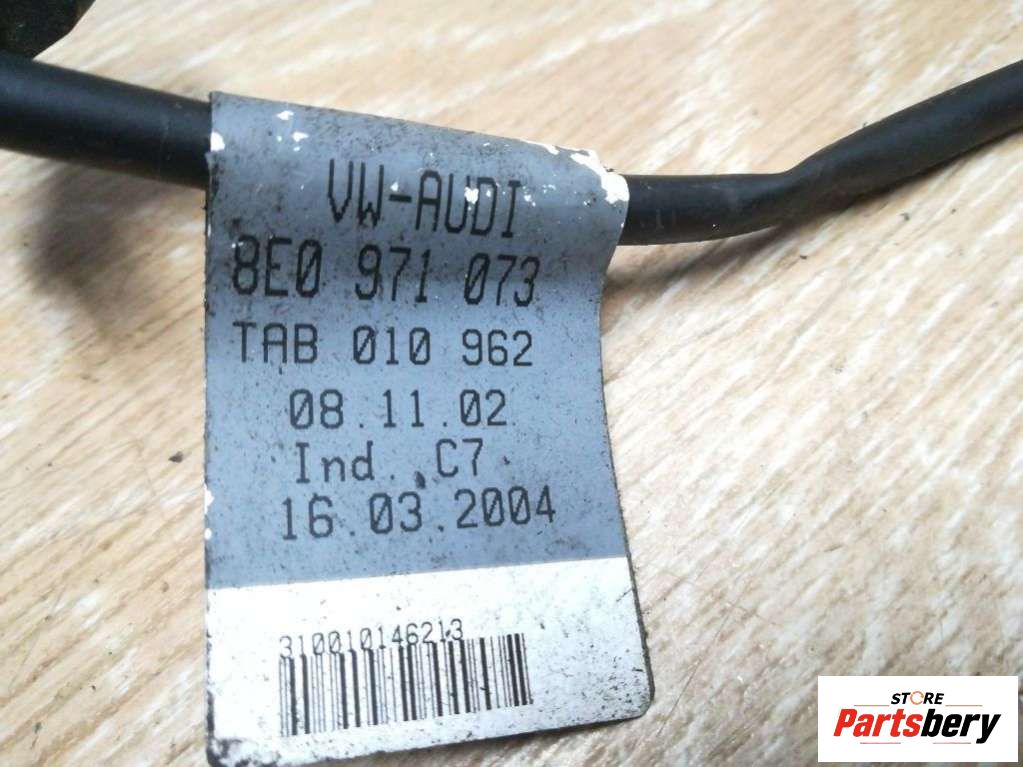 VW-AUDI
8E0 971 073
TAB 010 962
08.11.02
Ind. C7
16.03.2004
310010146213
STORE
Partsbery